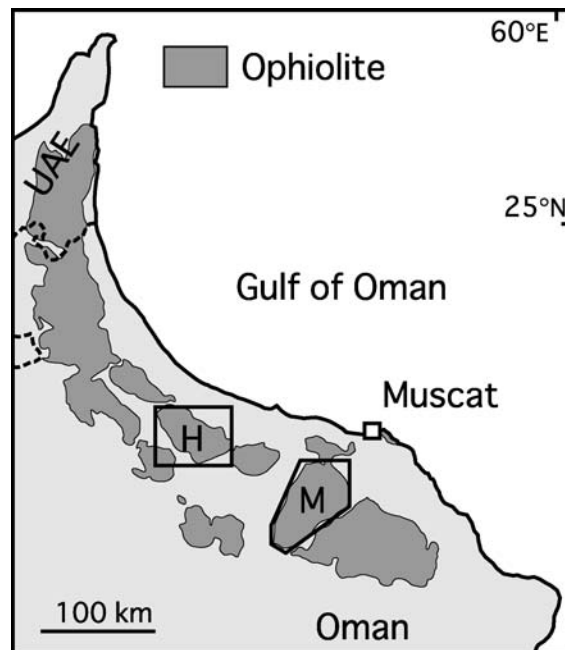 60°E
Ophiolite
UAE
25°N
Gulf of Oman
Muscat
H
M
100 km
Oman